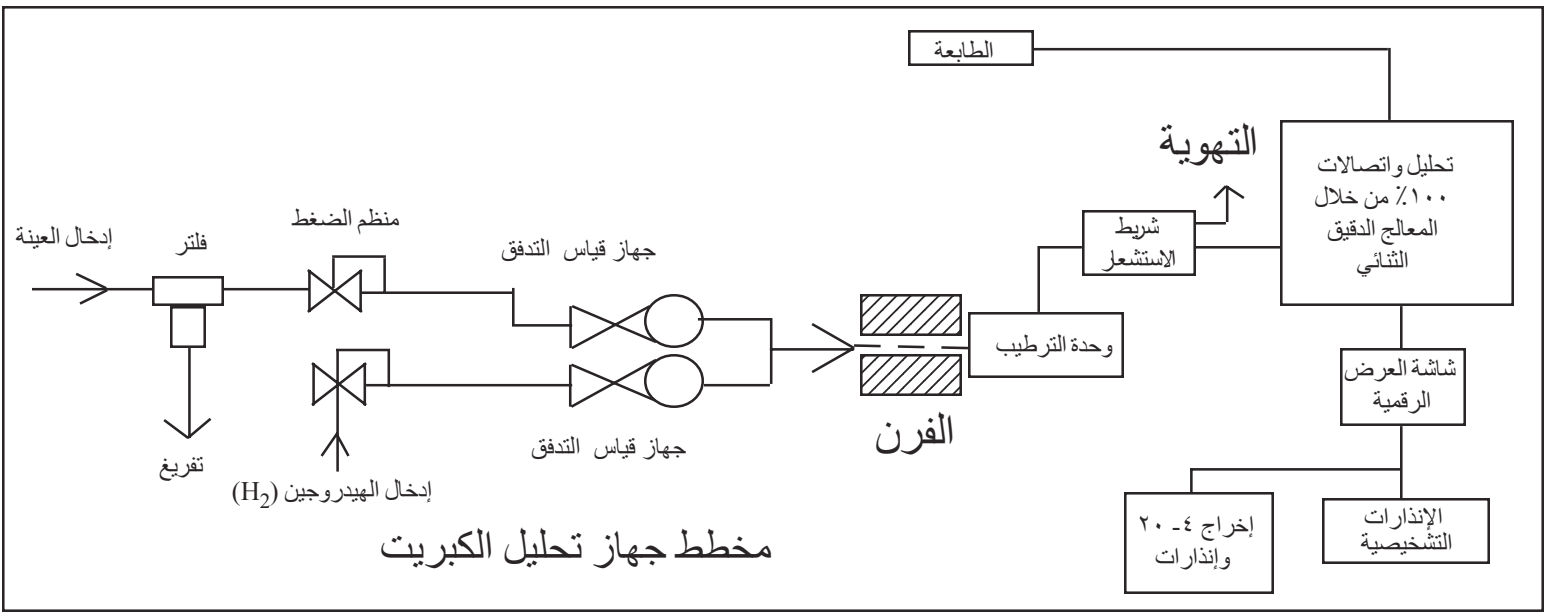 الطابعة
التهوية
تحليل واتصالات
١٠٠٪ من خلال
المعالج الدقيق
الثنائي
شريط
الاستشعار
منظم الضغط
فلتر
إدخال العينة
جهاز قياس التدفق
وحدة الترطيب
شاشة العرض
الرقمية
الفرن
جهاز قياس التدفق
تفريغ
إدخال الهيدروجين (H₂)
إخراج ٤- ٢٠
وإنذارات
الإنذارات
التشخيصية
مخطط جهاز تحليل الكبريت